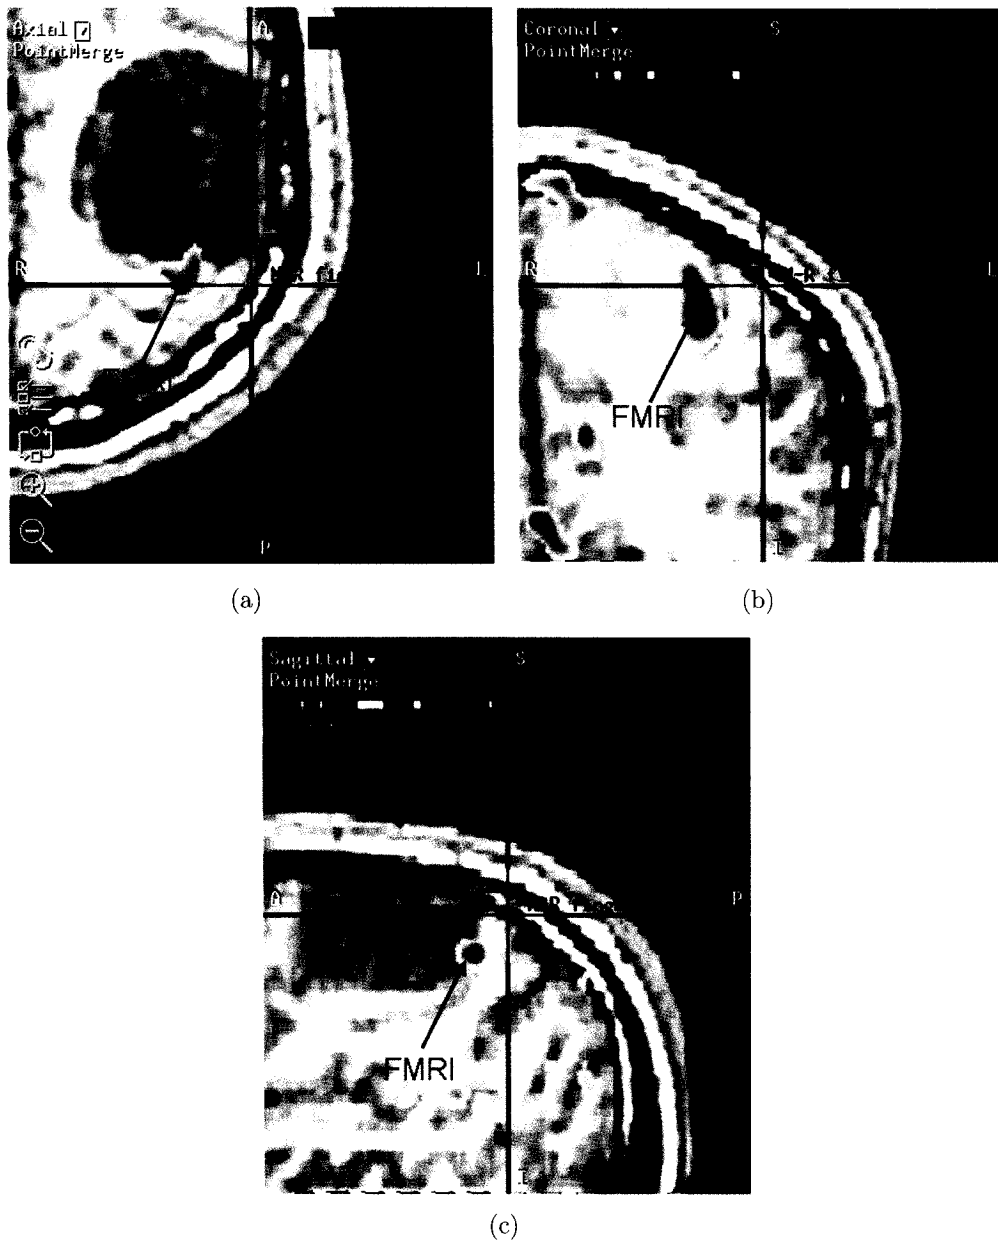 Axial
PointMerge
A
R
L
P
(a)
Coronal
PointMerge
S
R
L
FMRI
I
(b)
Sagittal
PointMerge
S
A
P
FMRI
I
(c)